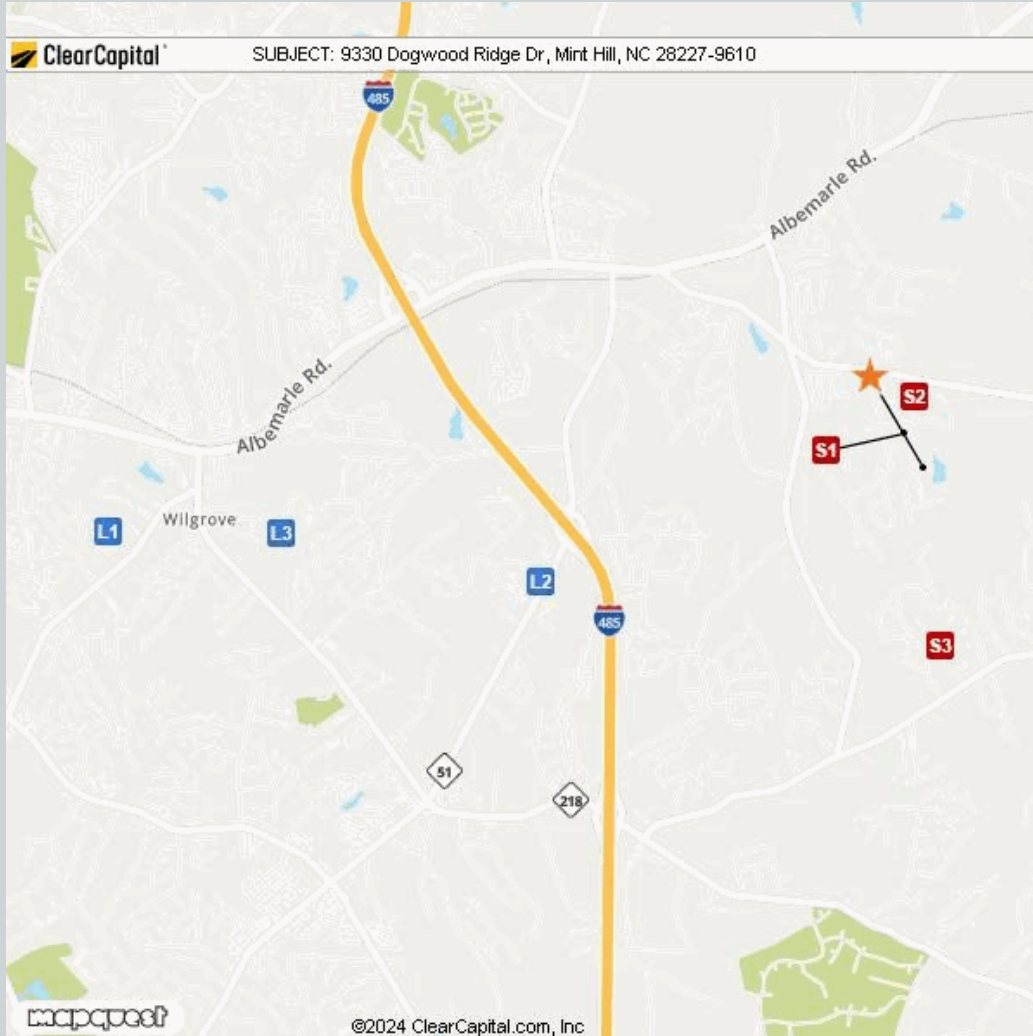 ClearCapital
SUBJECT: 9330 Dogwood Ridge Dr, Mint Hill, NC 28227-9610
485
Albemarle Rd.
Albemarle Rd.
S2
S1
Wilgrove
L1
L3
L2
485
S3
51
218
mapquest
©2024 ClearCapital.com, Inc